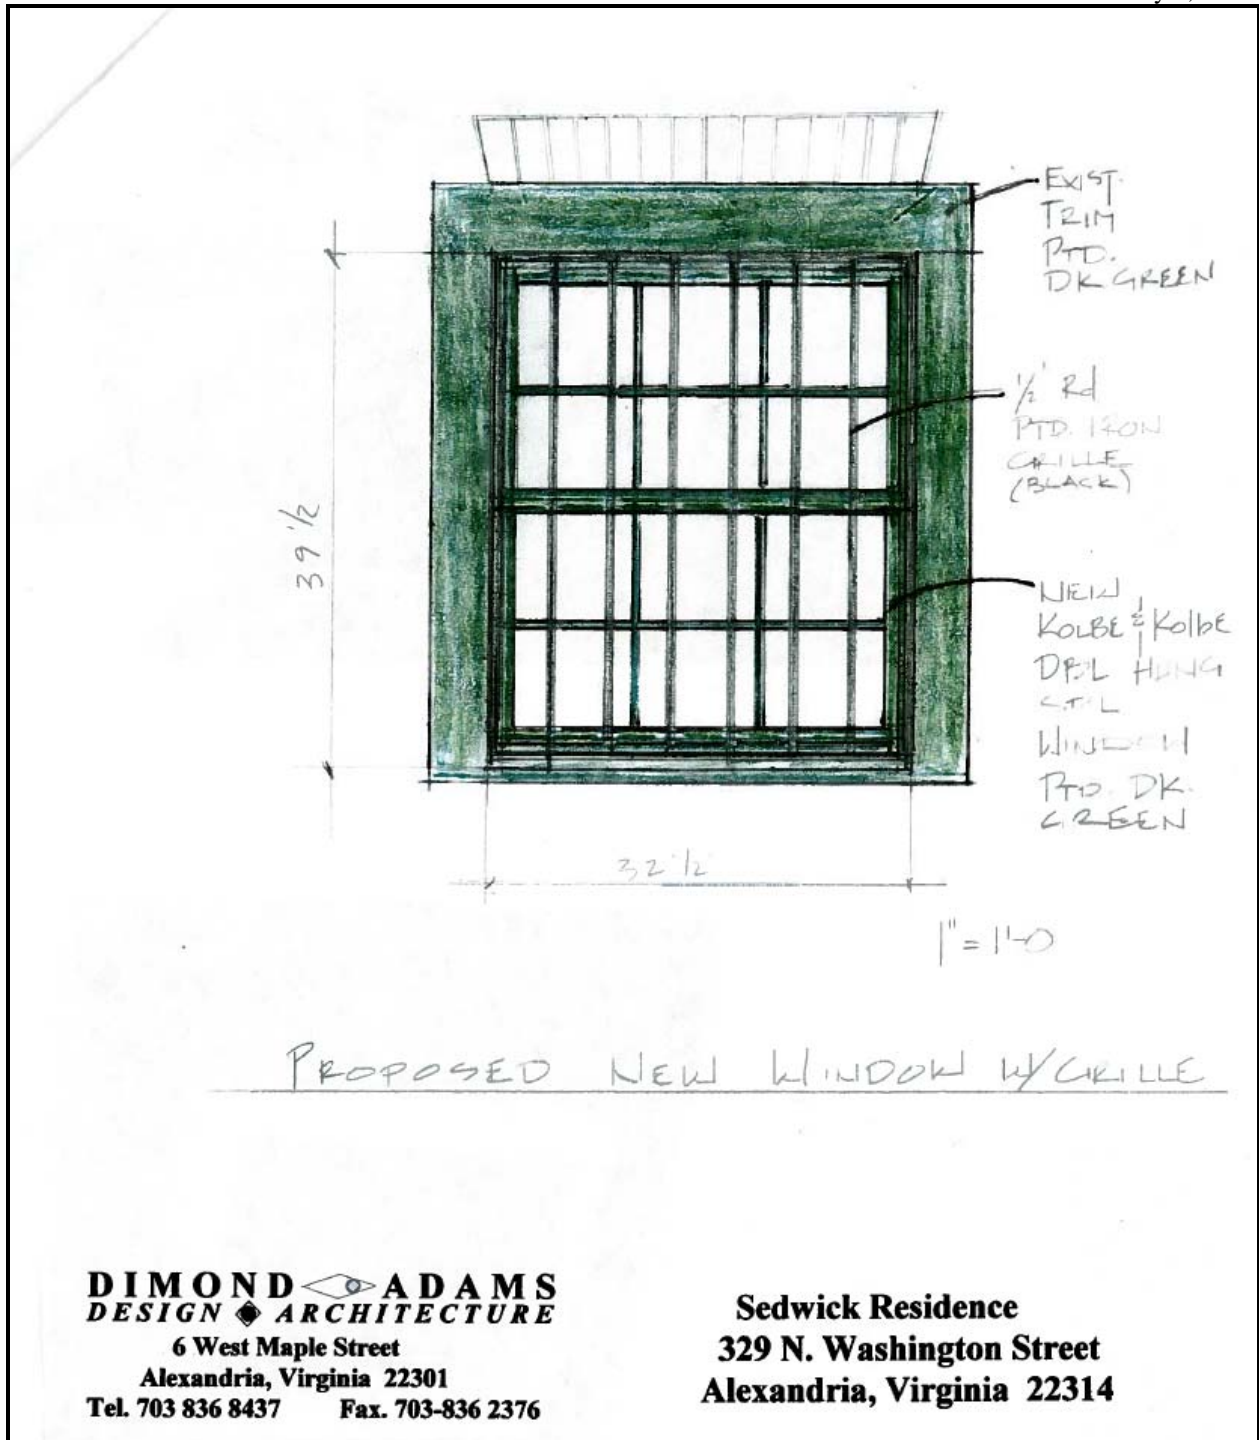 EXIST.
TRIM
PTD.
DK GREEN
1/2" Rd
PTD. IRON
GRILLE
(BLACK)
39 1/2
NEW
KOLBE & Kolbe
DBL HUNG
WINDOW
PTD. DK.
GREEN
32 1/2
1" = 1'-0
PROPOSED NEW WINDOW W/GRILLE
DIMOND ADAMS
DESIGN ARCHITECTURE
6 West Maple Street
Alexandria, Virginia 22301
Tel. 703 836 8437 Fax. 703-836 2376
Sedwick Residence
329 N. Washington Street
Alexandria, Virginia 22314